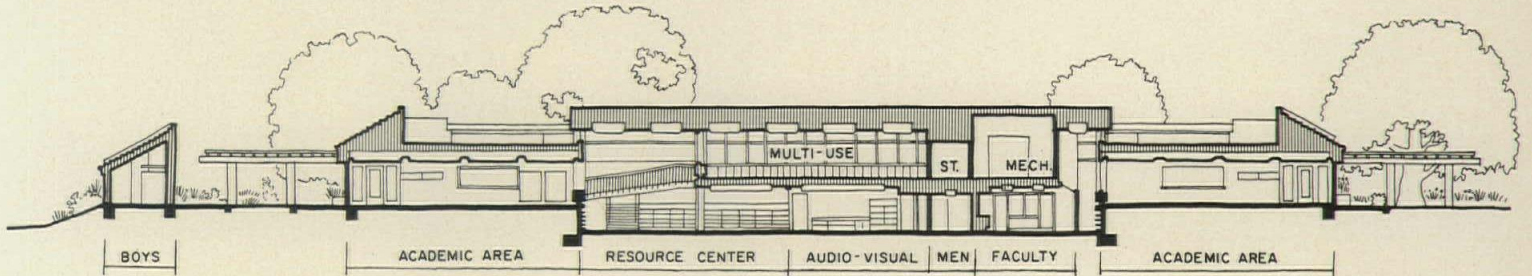 MULTI-USE
ST. MECH.
BOYS ACADEMIC AREA RESOURCE CENTER AUDIO-VISUAL MEN FACULTY ACADEMIC AREA